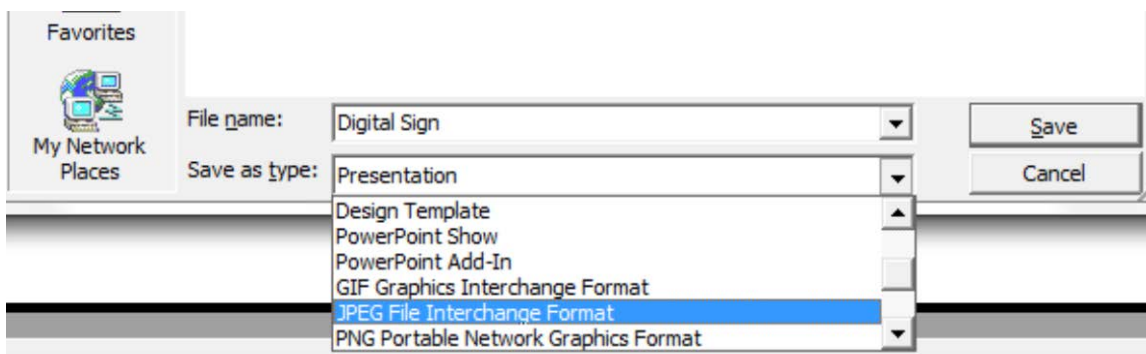 Favorites
My Network
Places
File name:
Digital Sign
Save
Save as type:
Presentation
Cancel
Design Template
PowerPoint Show
PowerPoint Add-In
GIF Graphics Interchange Format
JPEG File Interchange Format
PNG Portable Network Graphics Format